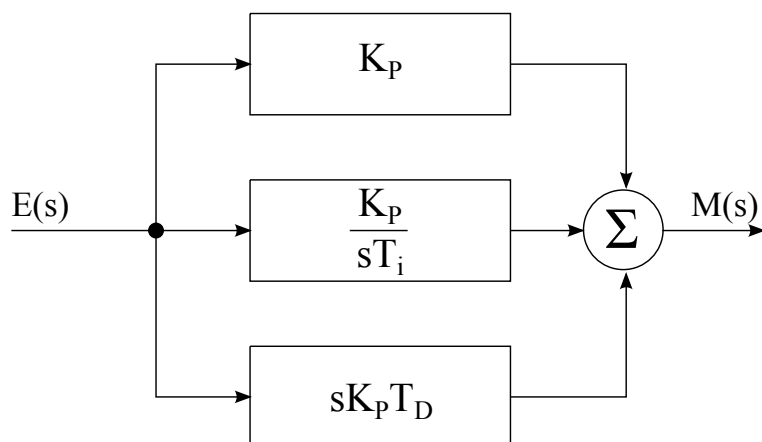 K_P
E(s)
K_P
sT_i
Σ
M(s)
sK_PT_D